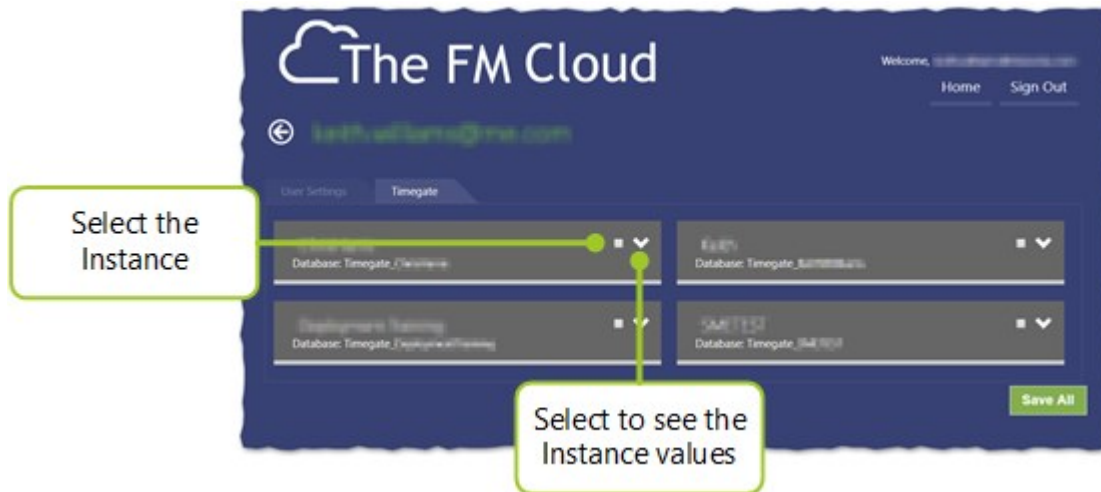 The FM Cloud
Welcome,
Home Sign Out
User Settings Timegate
Select the
Instance
Database: Timegate_
Database: Timegate_
Database: Timegate_
Database: Timegate_
Save All
Select to see the
Instance values